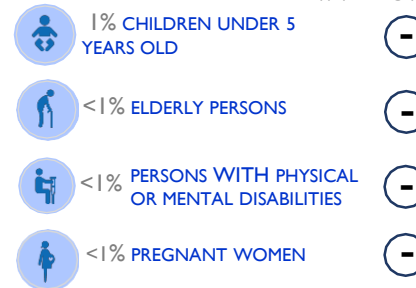 1% CHILDREN UNDER 5
YEARS OLD
-
<1% ELDERLY PERSONS
-
<1% PERSONS WITH PHYSICAL
OR MENTAL DISABILITIES
-
<1% PREGNANT WOMEN
-